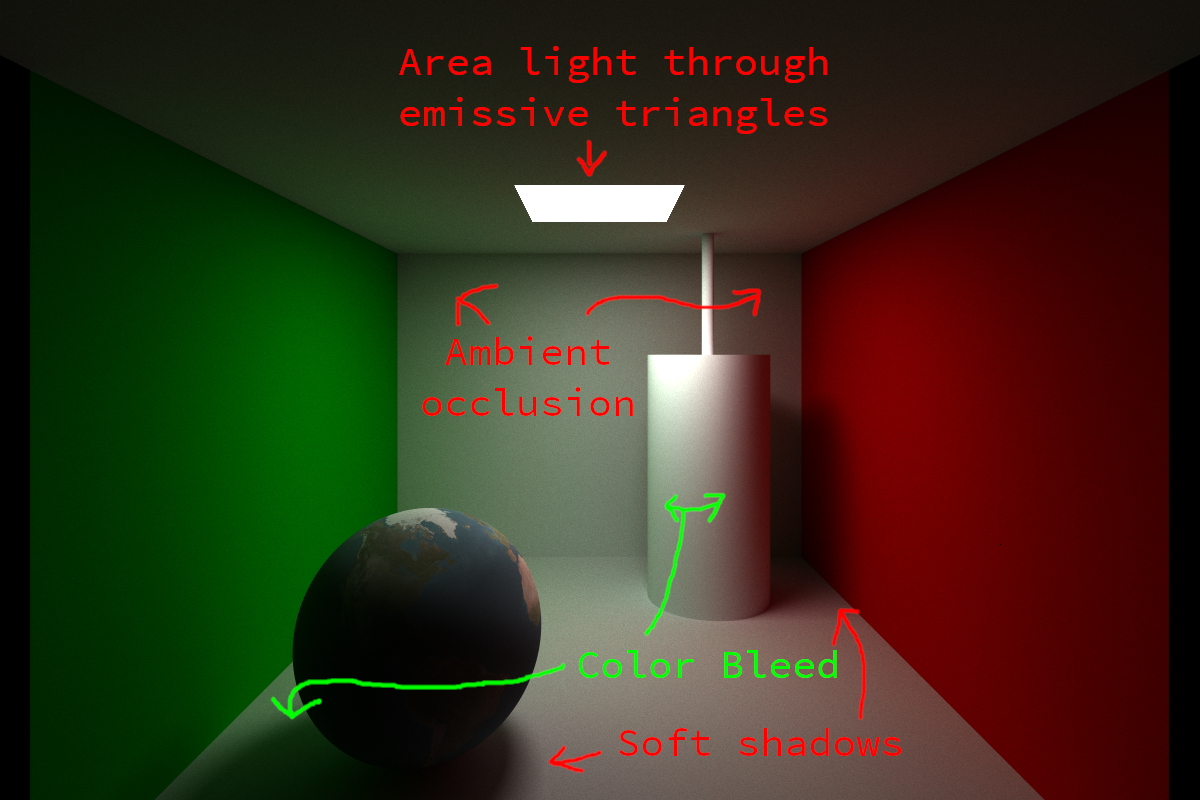 Area light through
emissive triangles
Ambient
occlusion
Color Bleed
Soft shadows